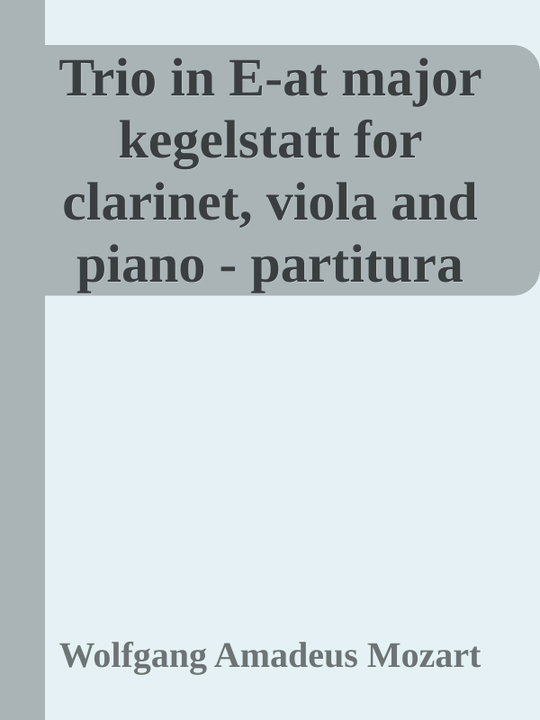 Trio in E-at major
kegelstatt for
clarinet, viola and
piano - partitura
Wolfgang Amadeus Mozart